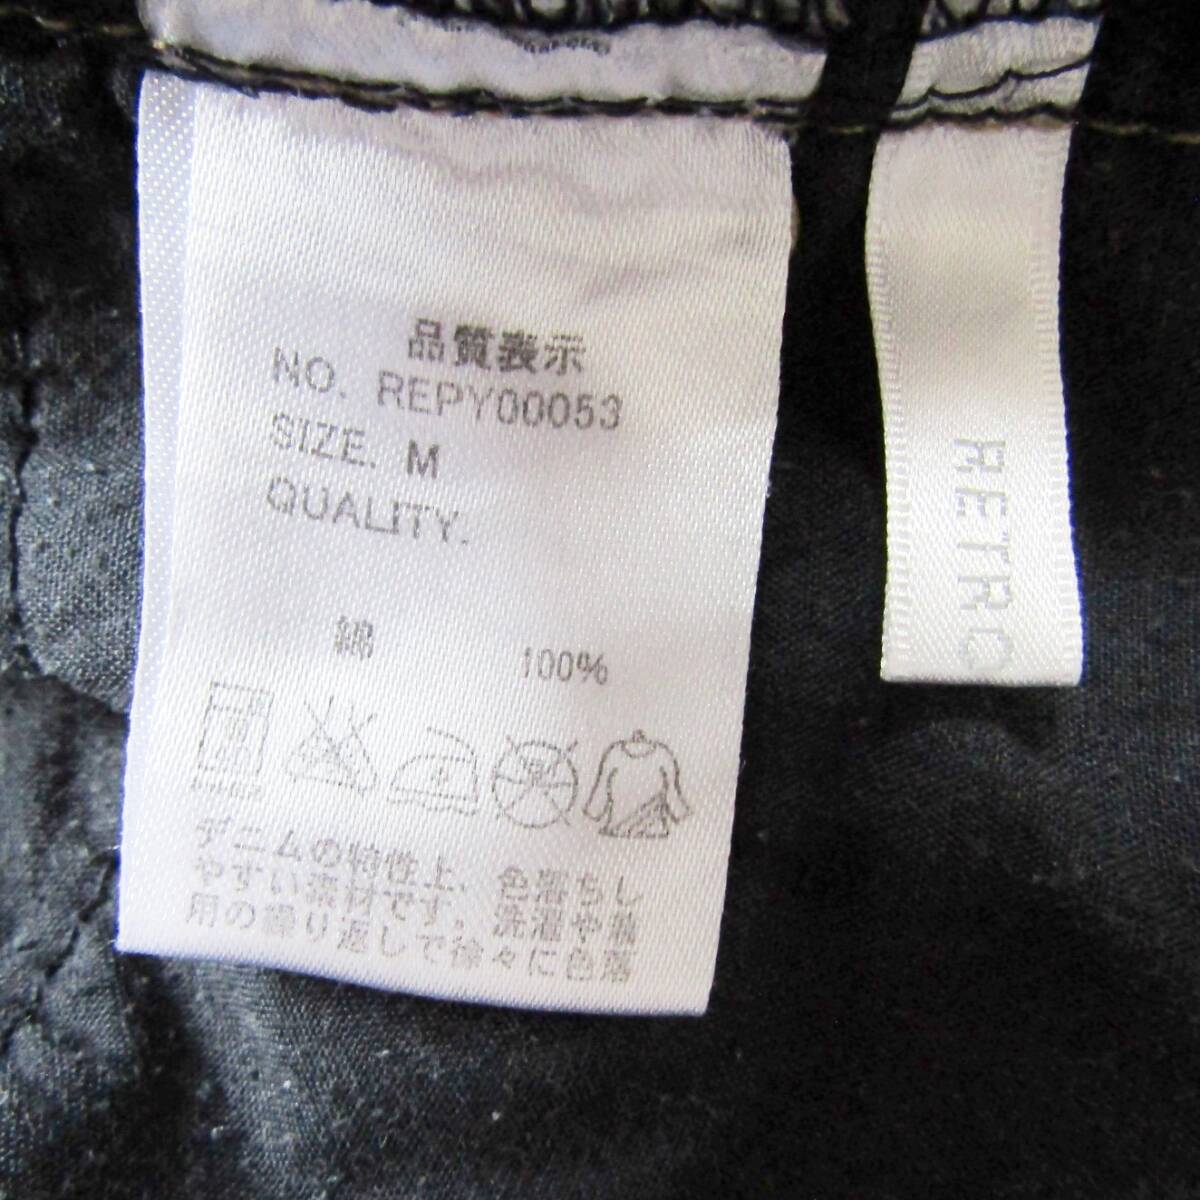 品質表示
NO. REPY00053
SIZE. M
QUALITY.
綿 100%
デニムの特性上、色落ちし
やすい素材です。洗濯や着
用の繰り返しで徐々に色落
RETRO